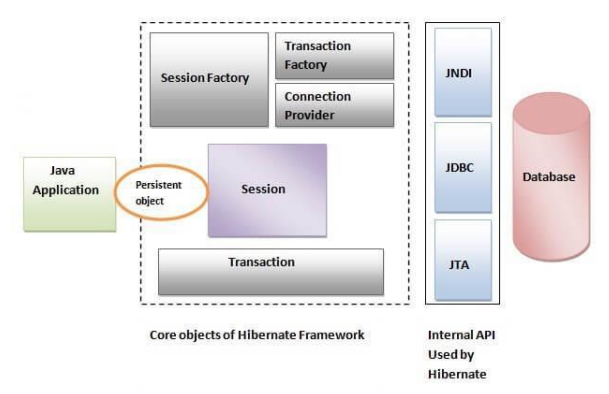 Session Factory
Transaction
Factory
Connection
Provider
JNDI
Java
Application
Persistent
object
Session
JDBC
Database
Transaction
JTA
Core objects of Hibernate Framework
Internal API
Used by
Hibernate